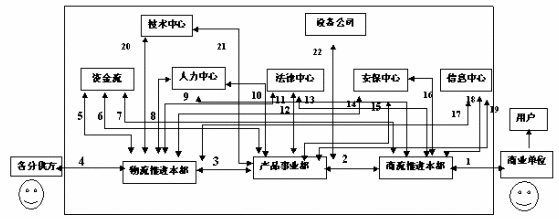 技术中心
设备公司
20
21
22
资金流
人力中心
法律中心
安保中心
信息中心
5
6
7
8
9
10
11
12
13
14
15
16
17
18
19
用户
各分供方
4
物流推进本部
3
产品事业部
2
商流推进本部
1
商业单位